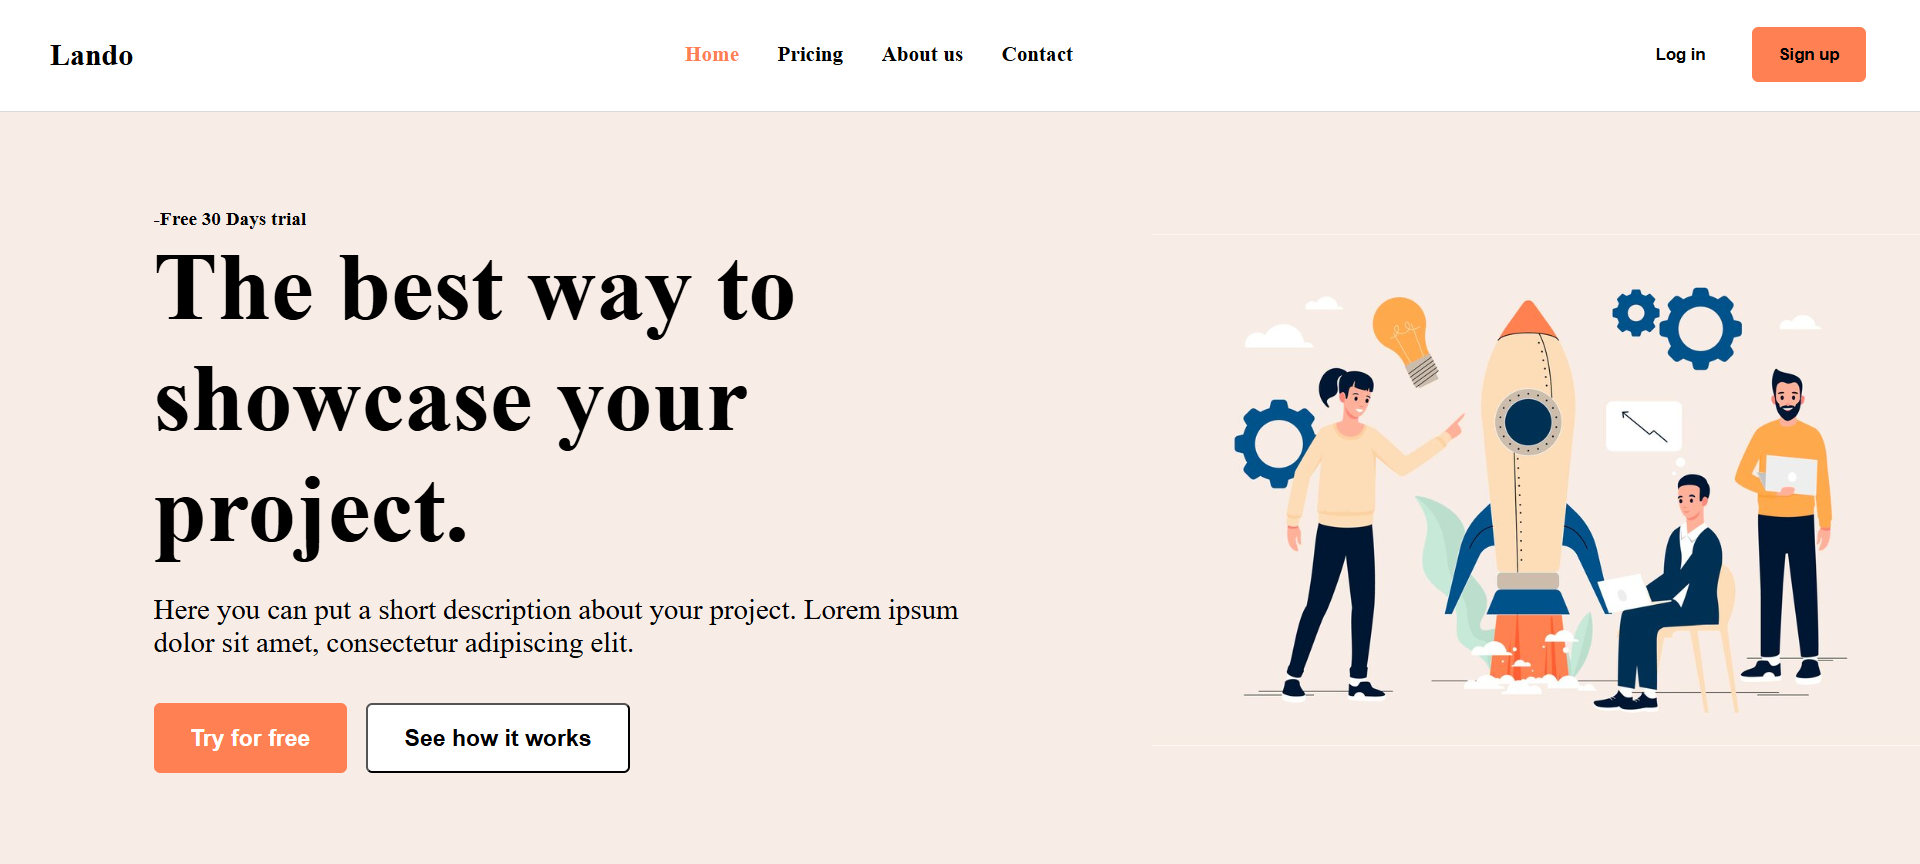 Lando
Home Pricing About us Contact
Log in Sign up
-Free 30 Days trial
The best way to
showcase your
project.
Here you can put a short description about your project. Lorem ipsum
dolor sit amet, consectetur adipiscing elit.
Try for free See how it works